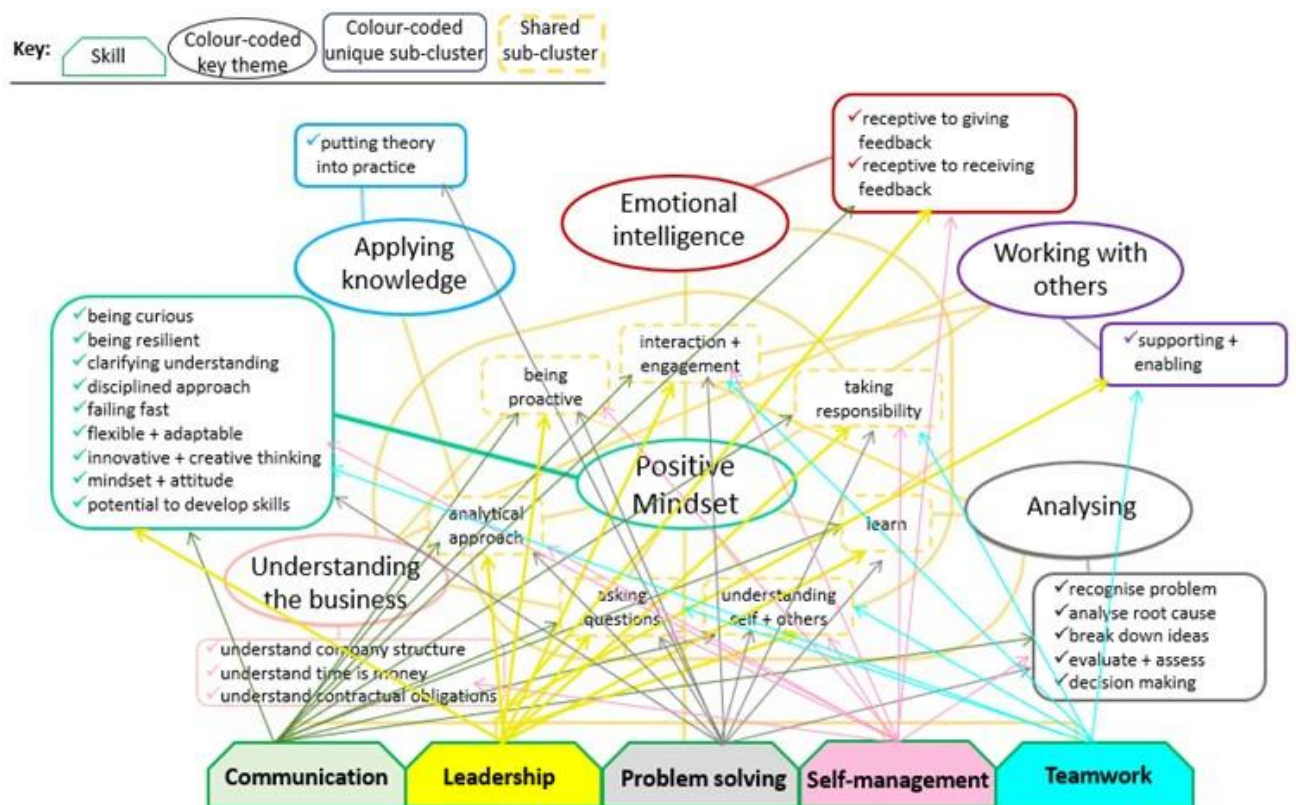 Key:
Skill
Colour-coded
key theme
Colour-coded
unique sub-cluster
Shared
sub-cluster
✓putting theory
into practice
✓receptive to giving
feedback
✓receptive to receiving
feedback
Emotional
intelligence
Applying
knowledge
Working with
others
✓being curious
✓being resilient
✓clarifying understanding
✓disciplined approach
✓failing fast
✓flexible + adaptable
✓innovative + creative thinking
✓mindset + attitude
✓potential to develop skills
interaction +
engagement
being
proactive
taking
responsibility
✓supporting +
enabling
Positive
Mindset
analytical
approach
learn
Analysing
Understanding
the business
asking
questions
understanding
self + others
✓recognise problem
✓analyse root cause
✓break down ideas
✓evaluate + assess
✓decision making
✓understand company structure
✓understand time is money
✓understand contractual obligations
Communication
Leadership
Problem solving
Self-management
Teamwork